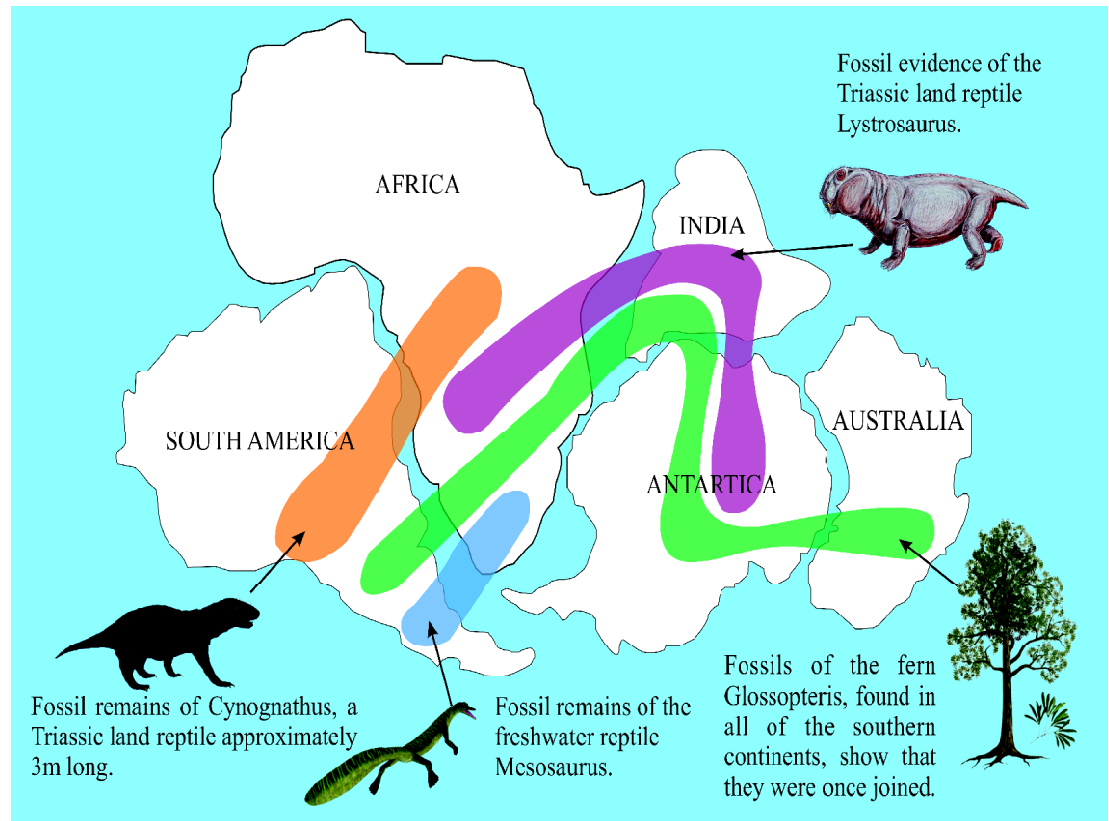 Fossil evidence of the
Triassic land reptile
Lystrosaurus.
AFRICA
INDIA
SOUTH AMERICA
AUSTRALIA
ANTARTICA
Fossil remains of Cynognathus, a
Triassic land reptile approximately
3m long.
Fossil remains of the
freshwater reptile
Mesosaurus.
Fossils of the fern
Glossopteris, found in
all of the southern
continents, show that
they were once joined.